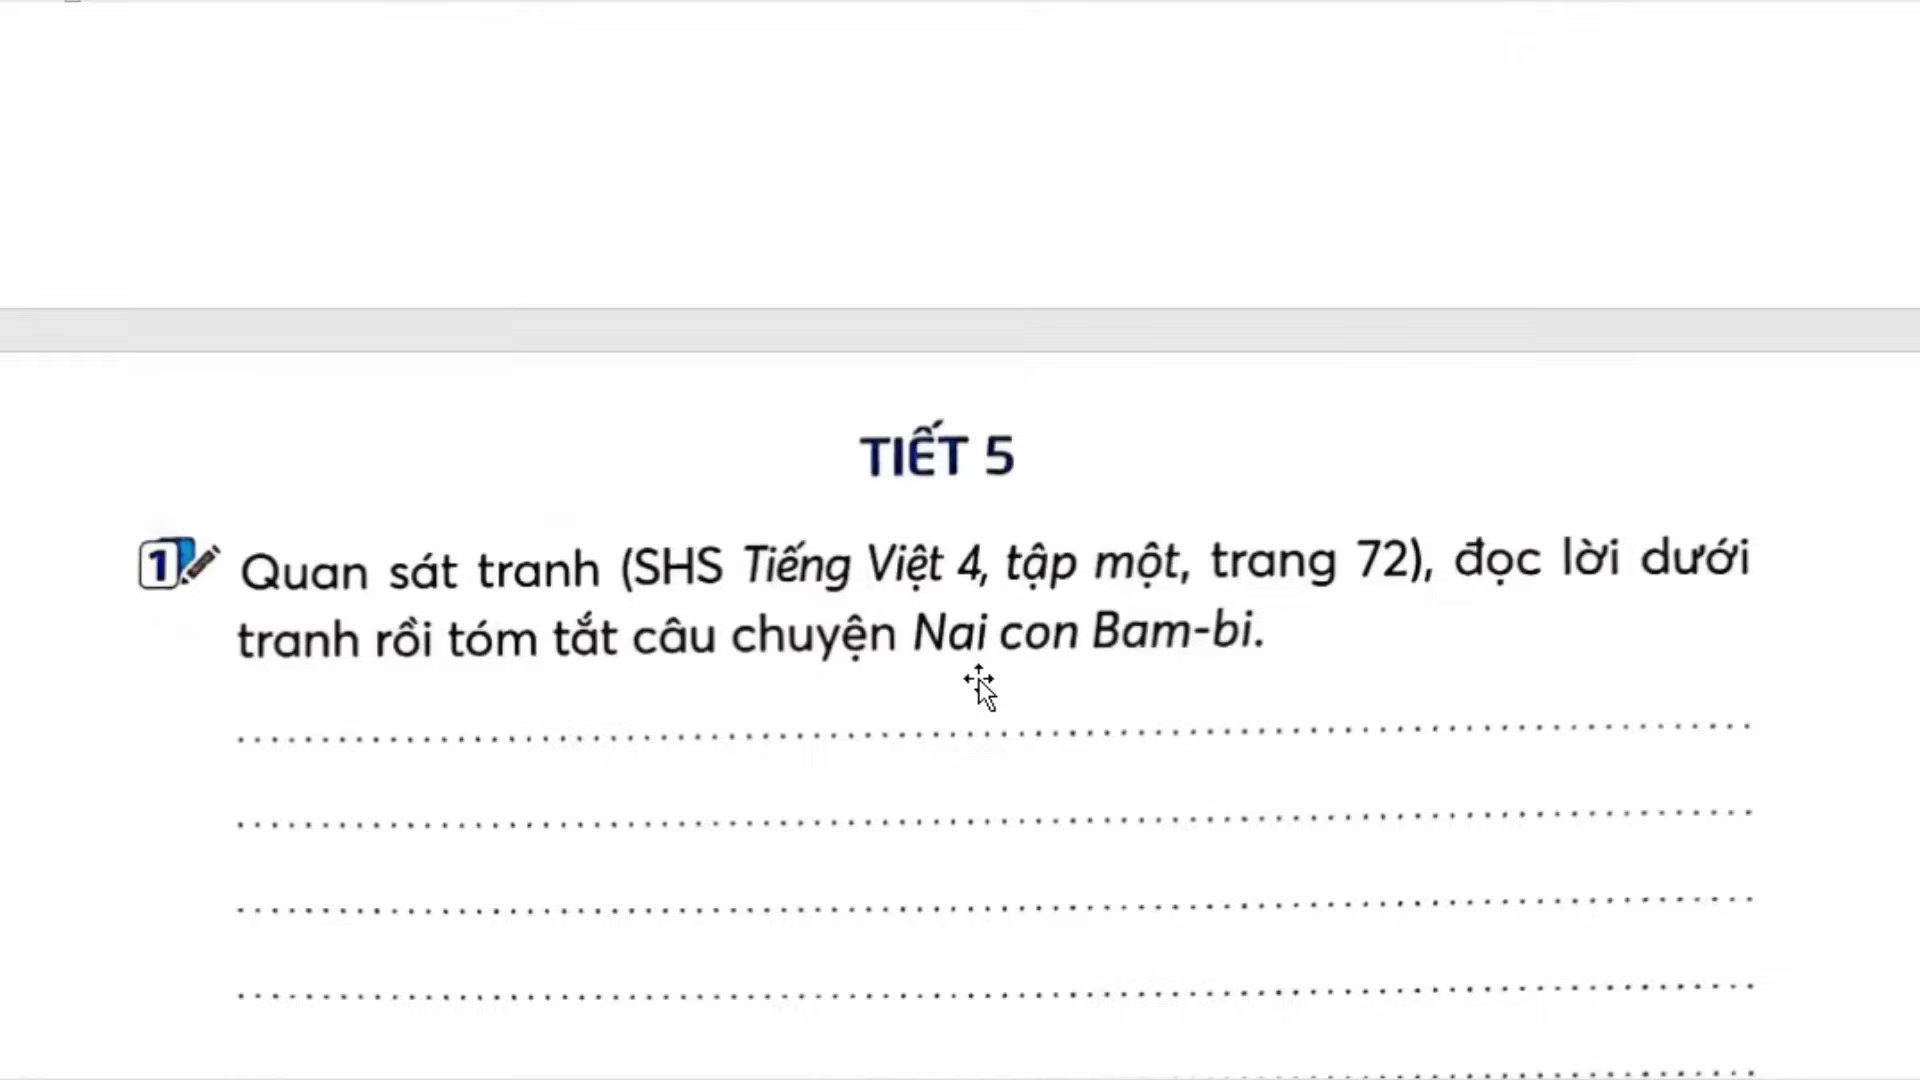 TIẾT 5
1 Quan sát tranh (SHS Tiếng Việt 4, tập một, trang 72), đọc lời dưới
tranh rồi tóm tắt câu chuyện Nai con Bam-bi.